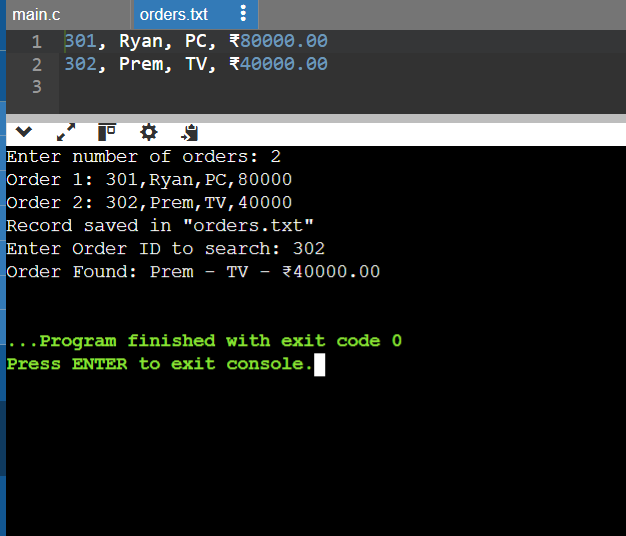 main.c orders.txt
1 301, Ryan, PC, ₹80000.00
2 302, Prem, TV, ₹40000.00
3
Enter number of orders: 2
Order 1: 301,Ryan,PC,80000
Order 2: 302,Prem,TV,40000
Record saved in "orders.txt"
Enter Order ID to search: 302
Order Found: Prem - TV - ₹40000.00
...Program finished with exit code 0
Press ENTER to exit console.